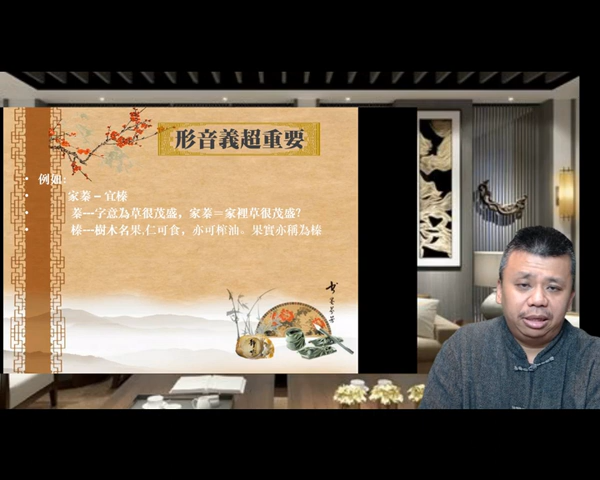 形音義超重要
• 例如:
• 家蓁－宜榛
• 蓁—字意為草很茂盛，家蓁＝家裡草很茂盛?
• 榛—樹木名果,仁可食，亦可榨油。果實亦稱為榛